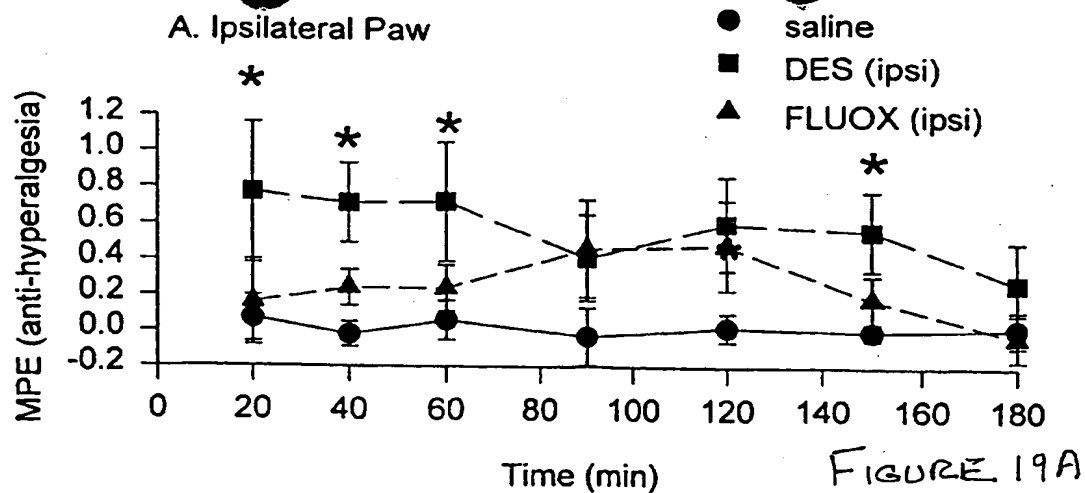 A. Ipsilateral Paw
saline
DES (ipsi)
FLUOX (ipsi)
*
*
*
*
*
MPE (anti-hyperalgesia)
1.2
1.0
0.8
0.6
0.4
0.2
0.0
-0.2
0 20 40 60 80 100 120 140 160 180
Time (min)
FIGURE 19A